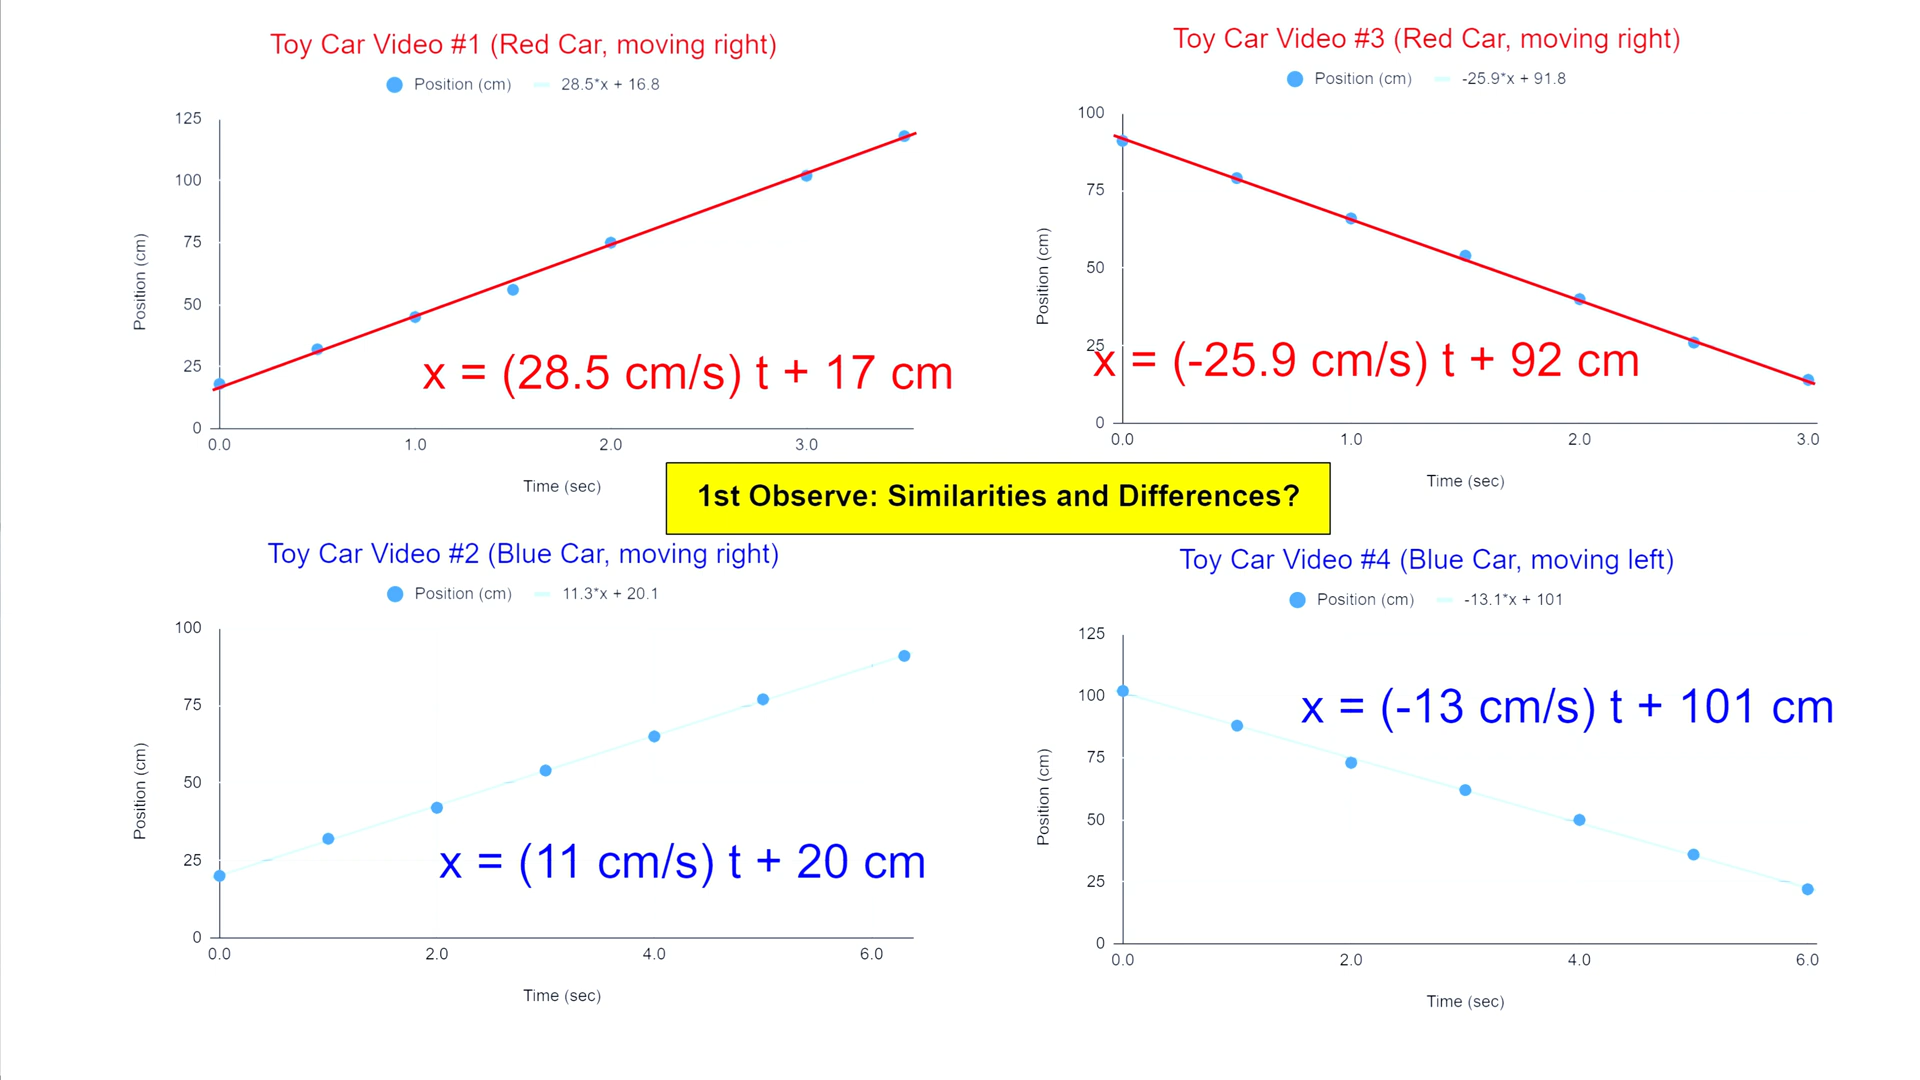 Toy Car Video #1 (Red Car, moving right)
Position (cm) 28.5*x + 16.8
125
100
75
50
25
0
Position (cm)
x = (28.5 cm/s) t + 17 cm
0.0 1.0 2.0 3.0
Time (sec)
Toy Car Video #3 (Red Car, moving right)
Position (cm) -25.9*x + 91.8
100
75
50
25
0
Position (cm)
x = (-25.9 cm/s) t + 92 cm
0.0 1.0 2.0 3.0
Time (sec)
1st Observe: Similarities and Differences?
Toy Car Video #2 (Blue Car, moving right)
Position (cm) 11.3*x + 20.1
100
75
50
25
0
Position (cm)
x = (11 cm/s) t + 20 cm
0.0 2.0 4.0 6.0
Time (sec)
Toy Car Video #4 (Blue Car, moving left)
Position (cm) -13.1*x + 101
125
100
75
50
25
0
Position (cm)
x = (-13 cm/s) t + 101 cm
0.0 2.0 4.0 6.0
Time (sec)